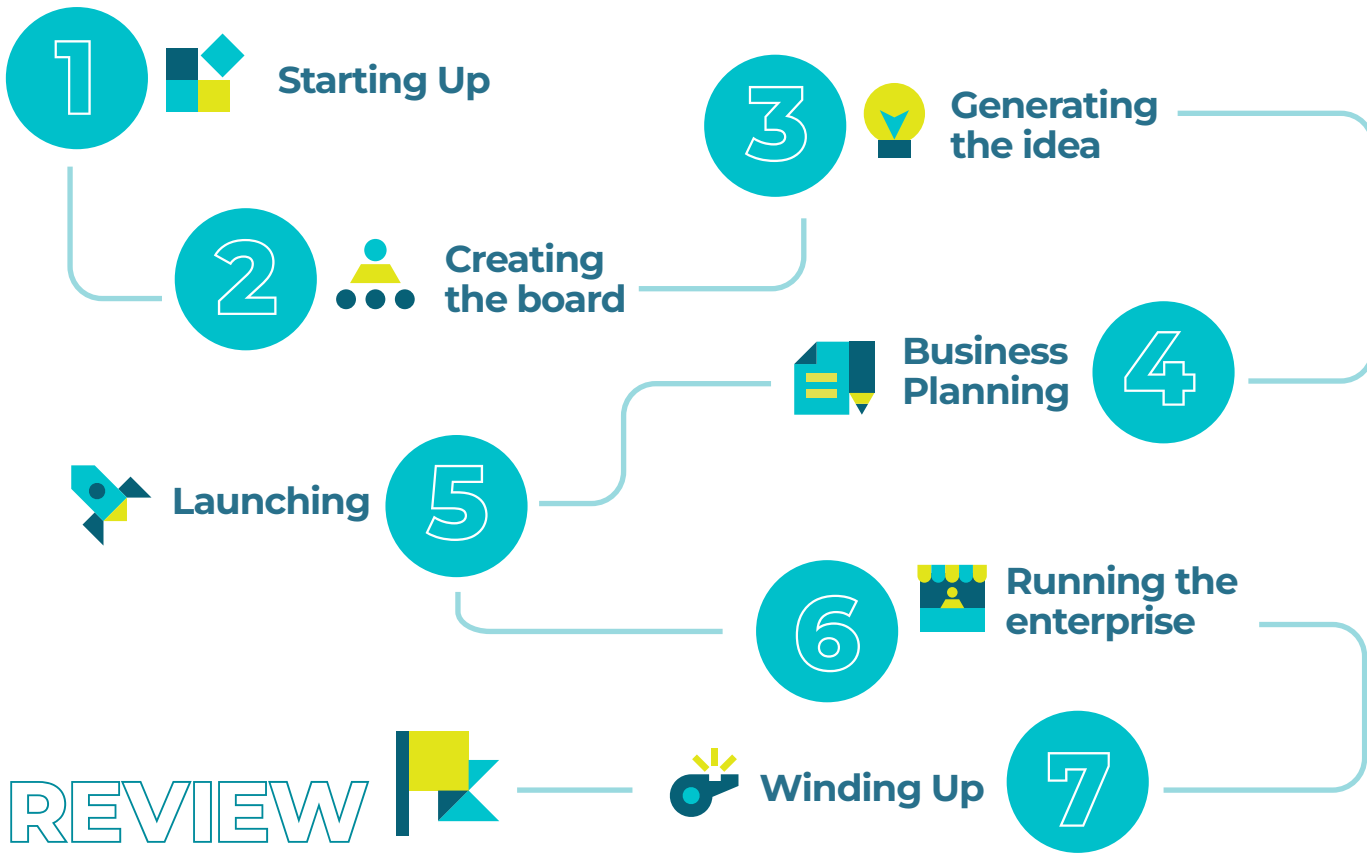 1
Starting Up
2
Creating
the board
3
Generating
the idea
4
Business
Planning
5
Launching
6
Running the
enterprise
7
Winding Up
REVIEW